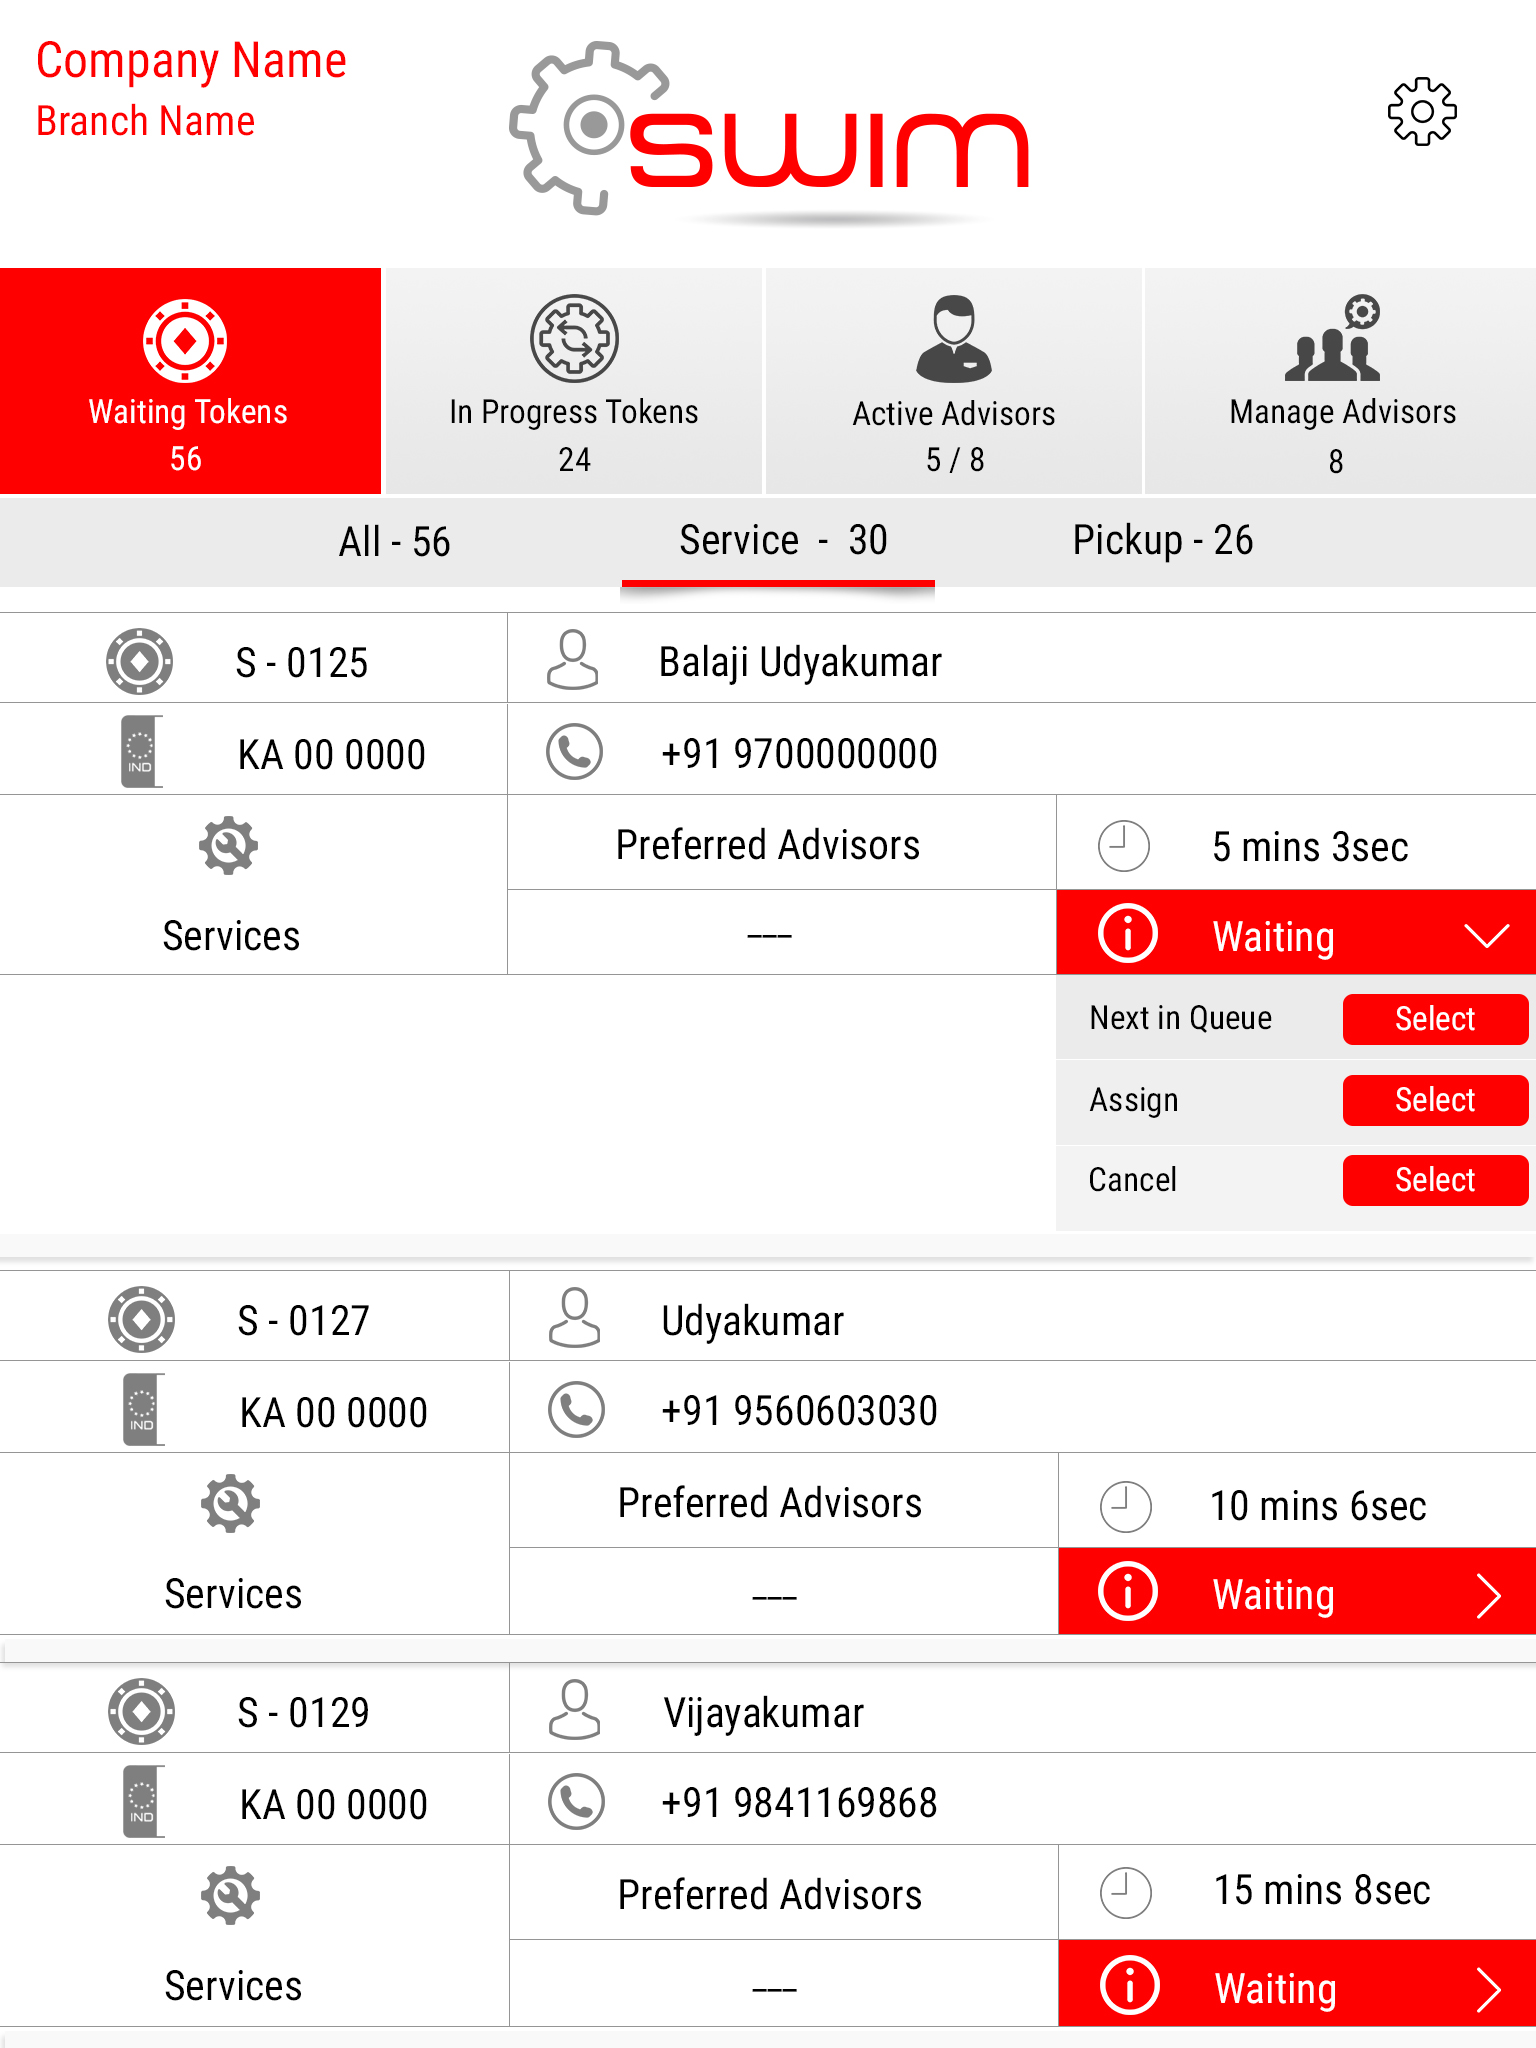 Company Name
Branch Name
swim
Waiting Tokens
56
In Progress Tokens
24
Active Advisors
5 / 8
Manage Advisors
8
All - 56
Service - 30
Pickup - 26
S - 0125
Balaji Udyakumar
IND
KA 00 0000
+91 9700000000
Services
Preferred Advisors
---
5 mins 3sec
Waiting
Next in Queue
Select
Assign
Select
Cancel
Select
S - 0127
Udyakumar
IND
KA 00 0000
+91 9560603030
Services
Preferred Advisors
---
10 mins 6sec
Waiting
S - 0129
Vijayakumar
IND
KA 00 0000
+91 9841169868
Services
Preferred Advisors
---
15 mins 8sec
Waiting